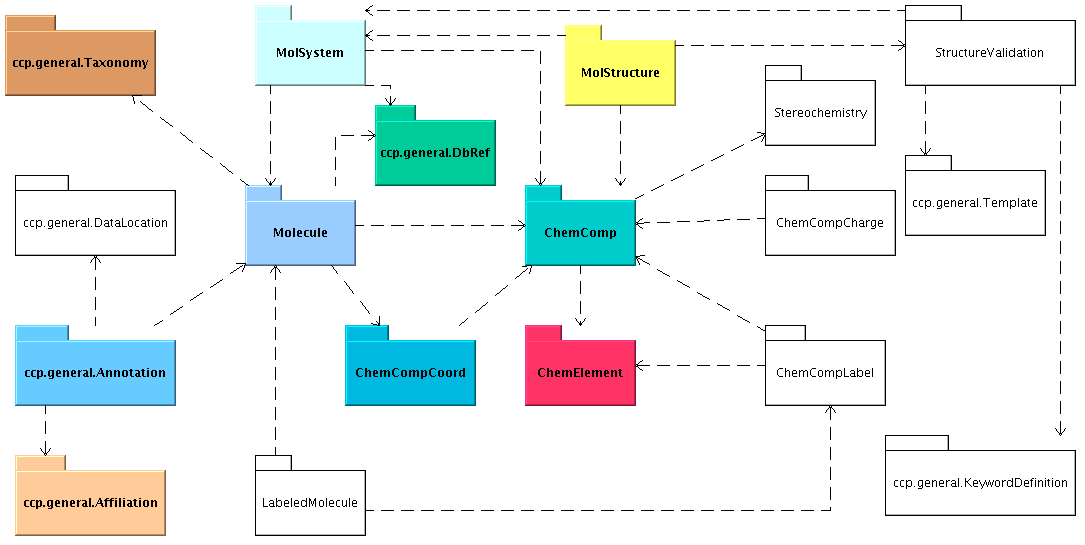 ccp.general.Taxonomy
MolSystem
MolStructure
StructureValidation
Stereochemistry
ccp.general.DbRef
ccp.general.DataLocation
Molecule
ChemComp
ChemCompCharge
ccp.general.Template
ccp.general.Annotation
ChemCompCoord
ChemElement
ChemCompLabel
ccp.general.Affiliation
LabeledMolecule
ccp.general.KeywordDefinition